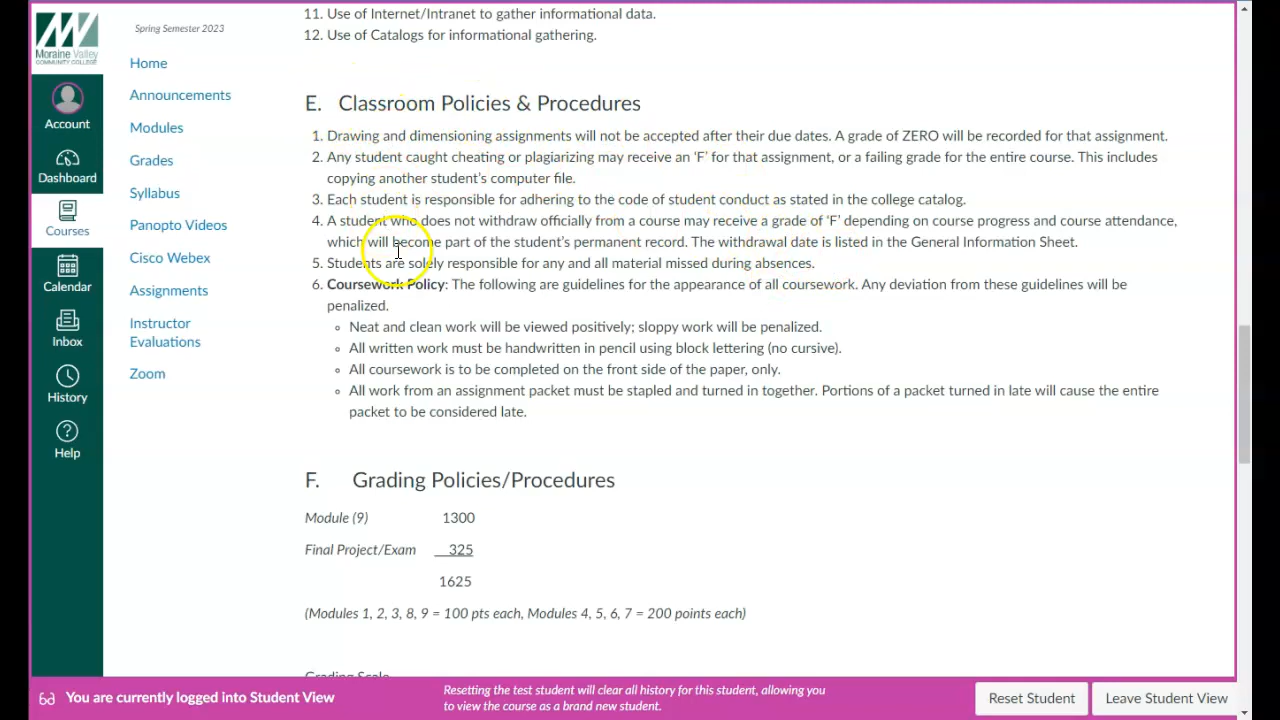 Moraine Valley
COMMUNITY COLLEGE
Account
Dashboard
Courses
Calendar
Inbox
History
Help
Spring Semester 2023
Home
Announcements
Modules
Grades
Syllabus
Panopto Videos
Cisco Webex
Assignments
Instructor
Evaluations
Zoom
11. Use of Internet/Intranet to gather informational data.
12. Use of Catalogs for informational gathering.
E. Classroom Policies & Procedures
1. Drawing and dimensioning assignments will not be accepted after their due dates. A grade of ZERO will be recorded for that assignment.
2. Any student caught cheating or plagiarizing may receive an 'F' for that assignment, or a failing grade for the entire course. This includes
copying another student's computer file.
3. Each student is responsible for adhering to the code of student conduct as stated in the college catalog.
4. A student who does not withdraw officially from a course may receive a grade of 'F' depending on course progress and course attendance,
which will become part of the student's permanent record. The withdrawal date is listed in the General Information Sheet.
5. Students are solely responsible for any and all material missed during absences.
6. Coursework Policy: The following are guidelines for the appearance of all coursework. Any deviation from these guidelines will be
penalized.
◦ Neat and clean work will be viewed positively; sloppy work will be penalized.
◦ All written work must be handwritten in pencil using block lettering (no cursive).
◦ All coursework is to be completed on the front side of the paper, only.
◦ All work from an assignment packet must be stapled and turned in together. Portions of a packet turned in late will cause the entire
packet to be considered late.
F. Grading Policies/Procedures
Module (9) 1300
Final Project/Exam 325
1625
(Modules 1, 2, 3, 8, 9 = 100 pts each, Modules 4, 5, 6, 7 = 200 points each)
Grading Scale
You are currently logged into Student View
Resetting the test student will clear all history for this student, allowing you
to view the course as a brand new student.
Reset Student
Leave Student View